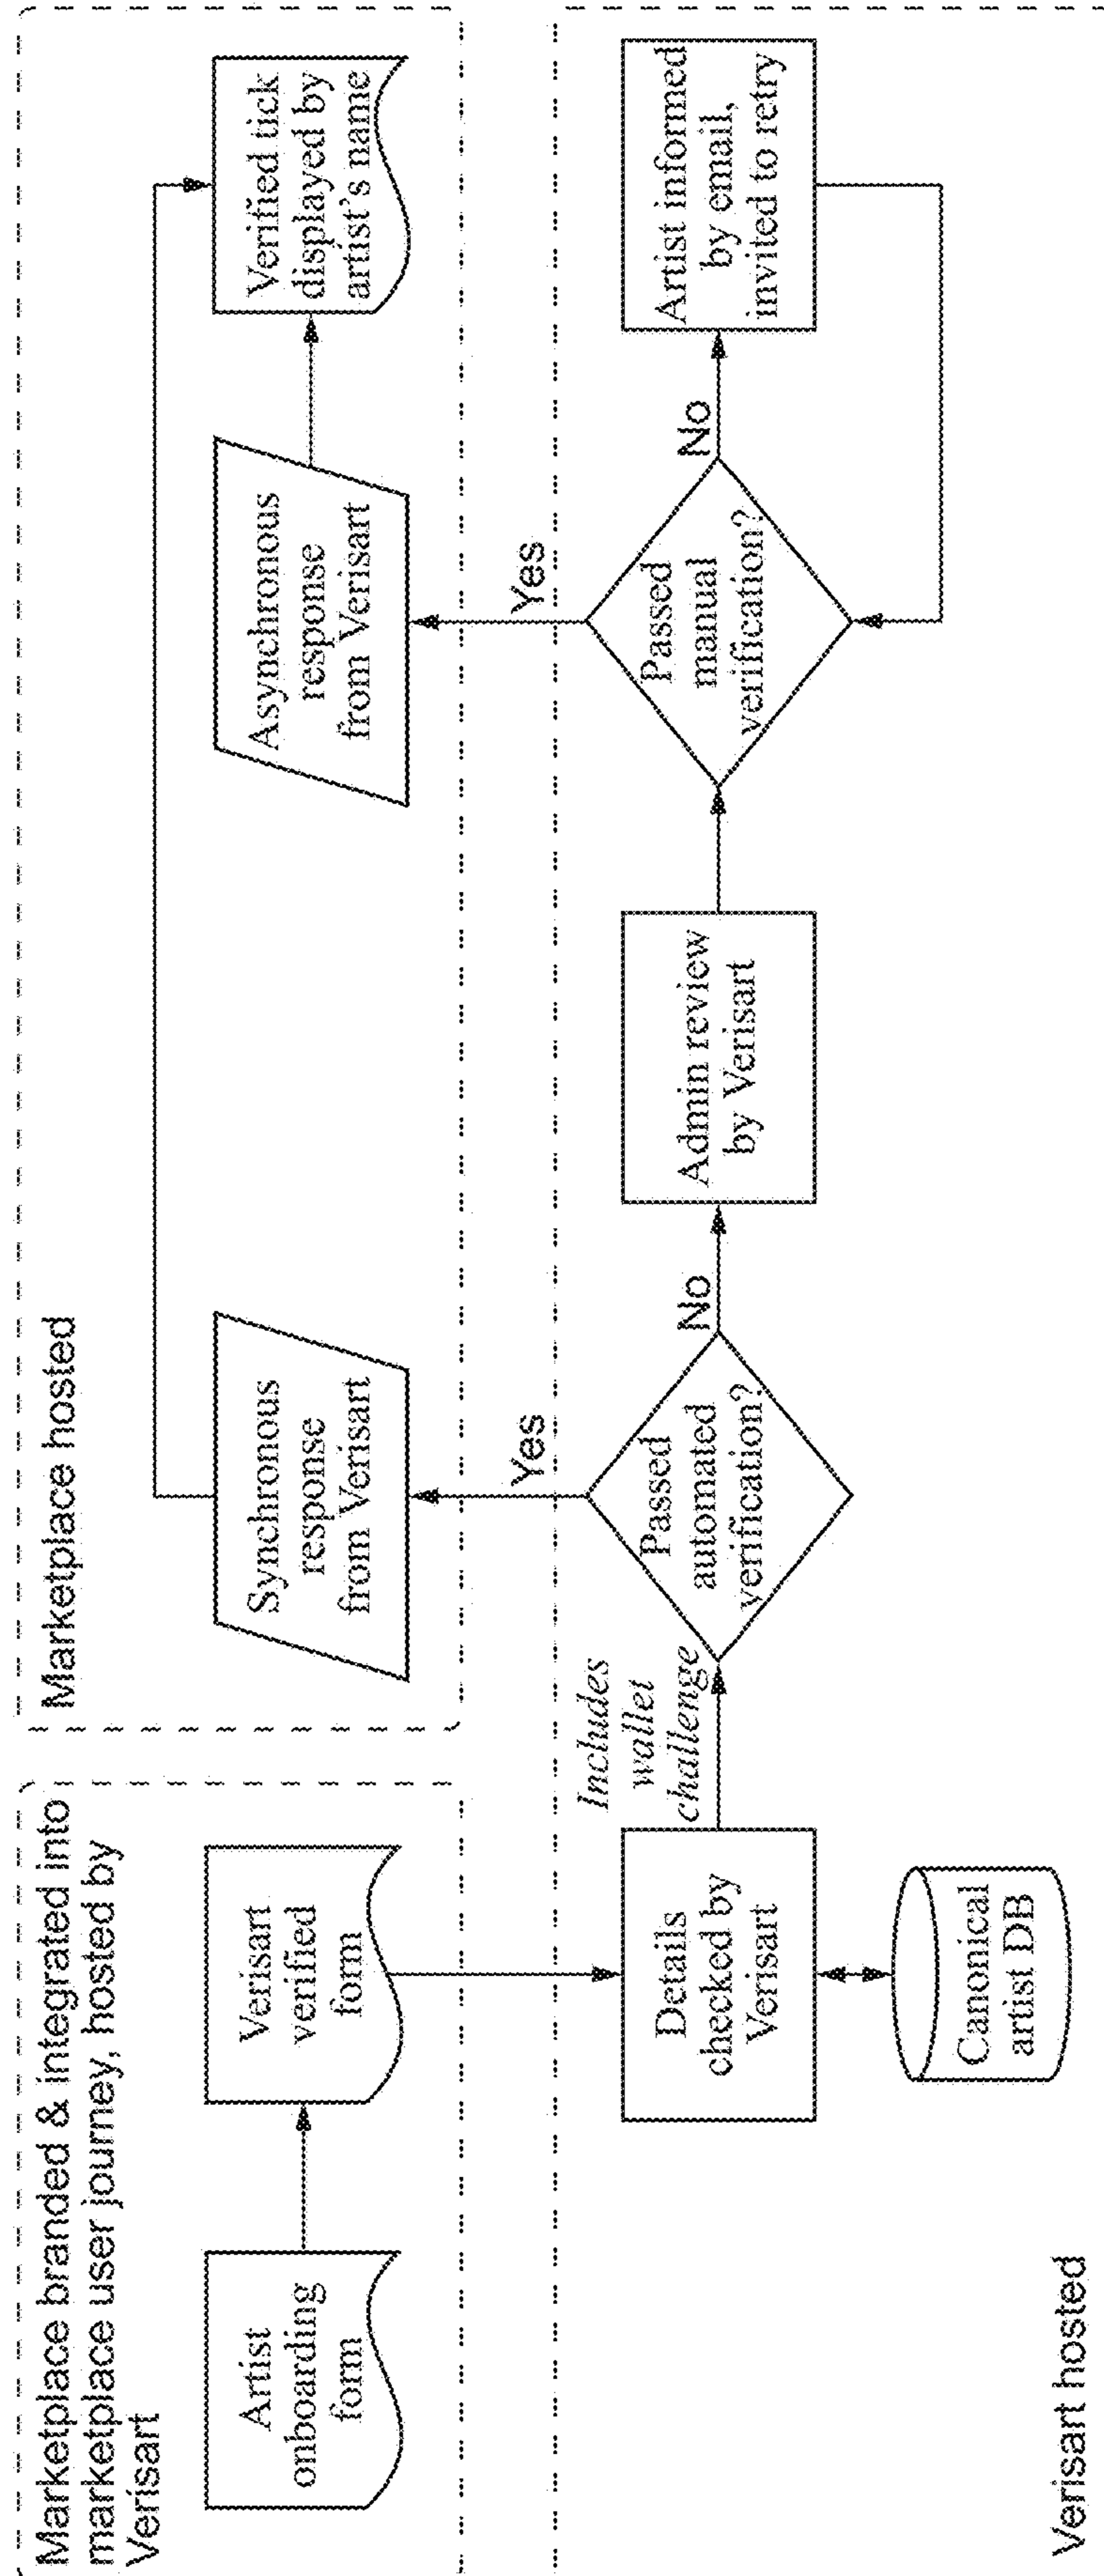 Marketplace branded & integrated into
marketplace user journey, hosted by
Verisart
Artist
onboarding
form
Verisart
verified
form
Marketplace hosted
Synchronous
response
from Verisart
Asynchronous
response
from Verisart
Verified tick
displayed by
artist's name
Verisart hosted
Details
checked by
Verisart
Canonical
artist DB
Includes
wallet
challenge
Passed
automated
verification?
Yes
No
Admin review
by Verisart
Passed
manual
verification?
Yes
No
Artist informed
by email,
invited to retry